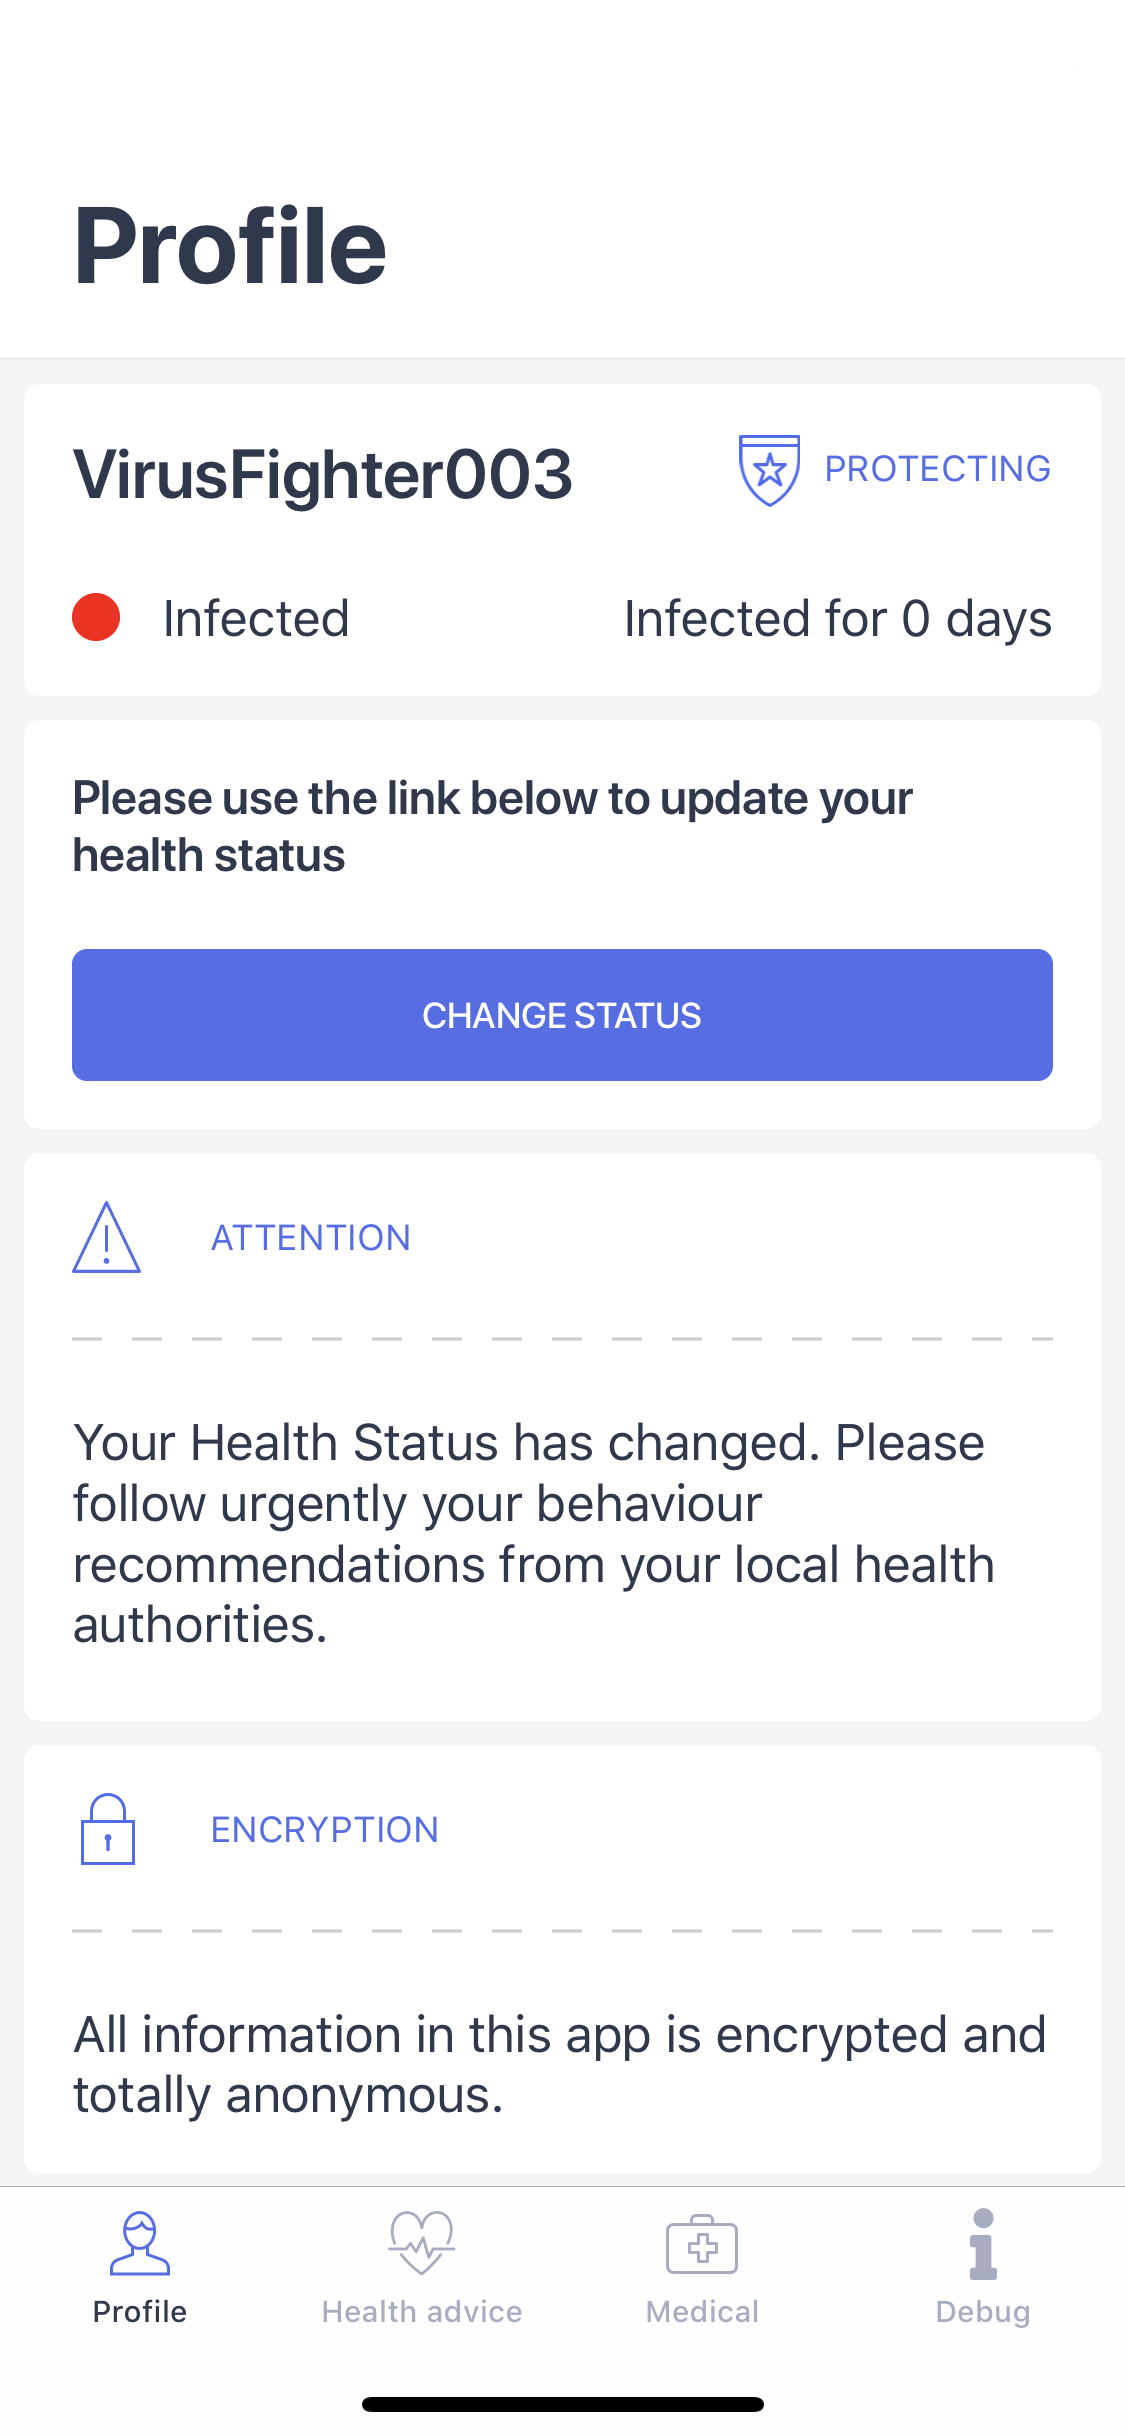 Profile
VirusFighter003
PROTECTING
Infected
Infected for 0 days
Please use the link below to update your
health status
CHANGE STATUS
ATTENTION
Your Health Status has changed. Please
follow urgently your behaviour
recommendations from your local health
authorities.
ENCRYPTION
All information in this app is encrypted and
totally anonymous.
Profile
Health advice
Medical
Debug